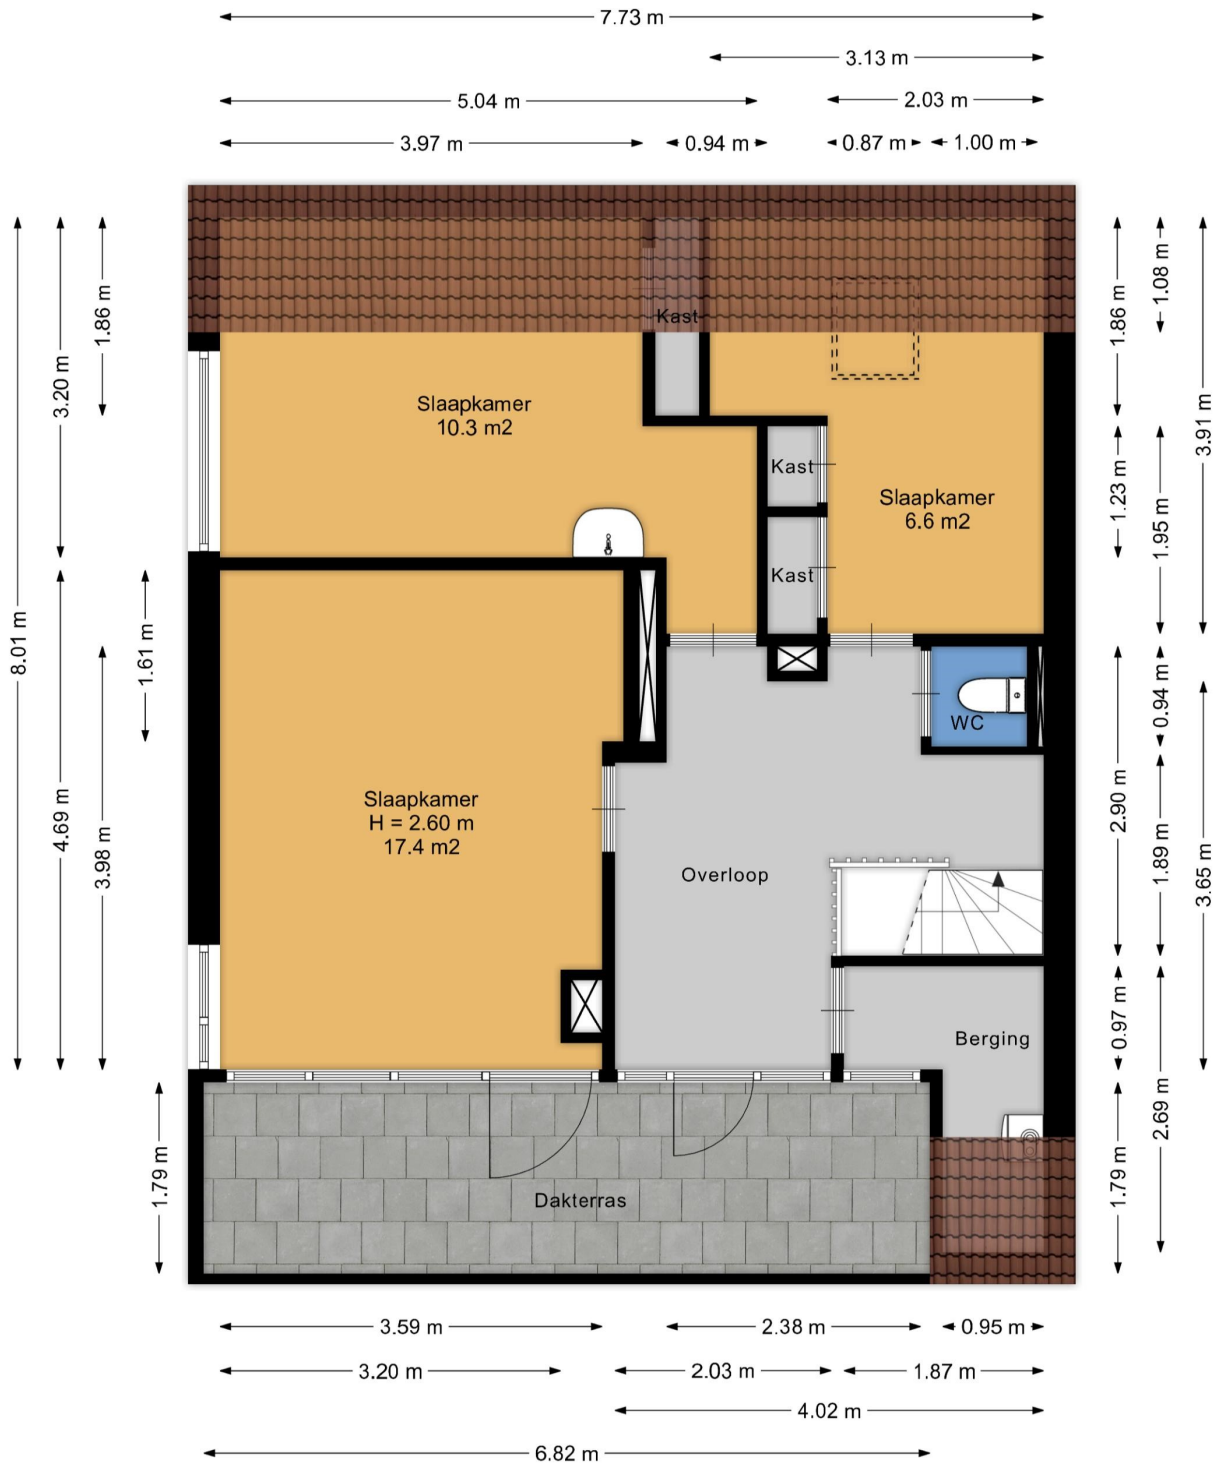 7.73 m
3.13 m
5.04 m
2.03 m
3.97 m
0.94 m
0.87 m
1.00 m
8.01 m
3.20 m
1.86 m
4.69 m
3.98 m
1.61 m
1.79 m
Kast
Slaapkamer
10.3 m2
Kast
Slaapkamer
6.6 m2
Kast
WC
Slaapkamer
H = 2.60 m
17.4 m2
Overloop
Berging
Dakterras
1.86 m
1.08 m
3.91 m
1.23 m
1.95 m
0.94 m
2.90 m
1.89 m
3.65 m
0.97 m
2.69 m
1.79 m
3.59 m
2.38 m
0.95 m
3.20 m
2.03 m
1.87 m
4.02 m
6.82 m